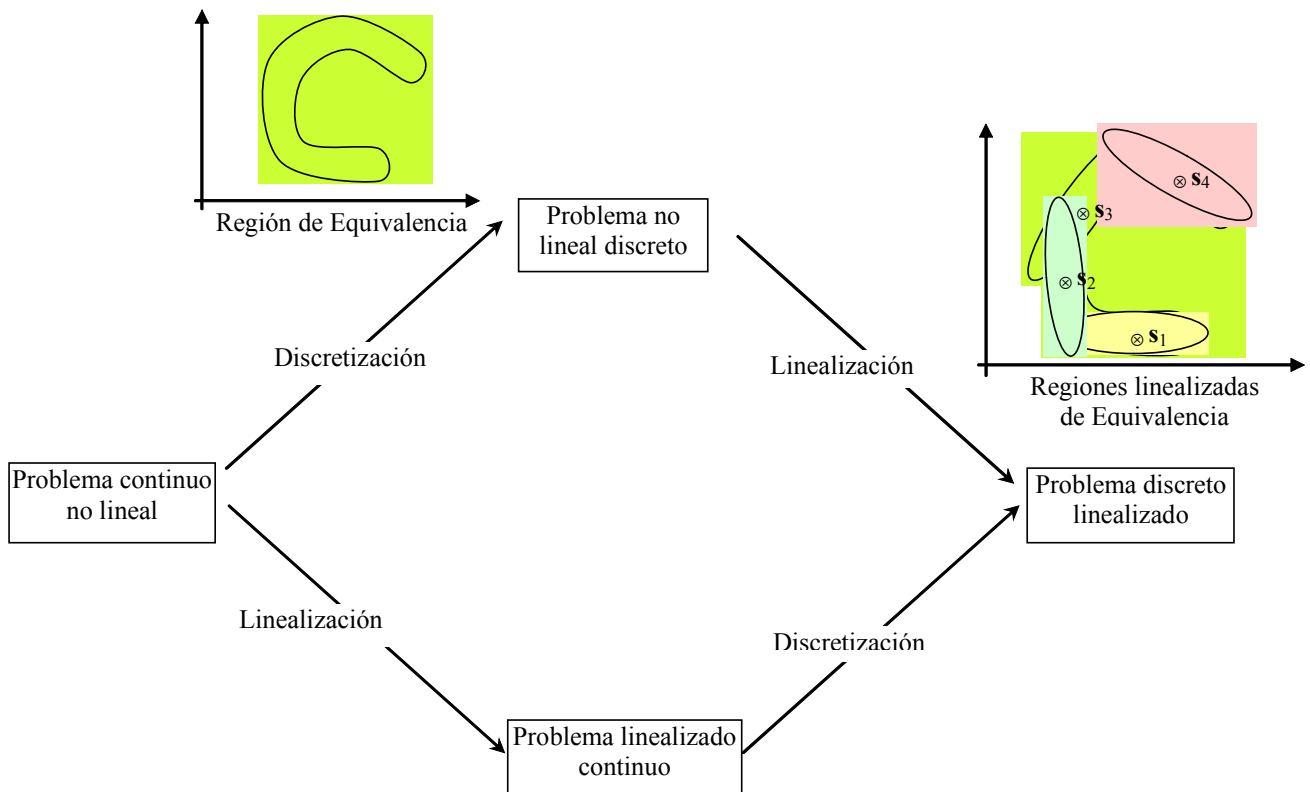 Región de Equivalencia
Problema no
lineal discreto
s4
s3
s2
s1
Discretización
Linealización
Regiones linealizadas
de Equivalencia
Problema continuo
no lineal
Problema discreto
linealizado
Linealización
Discretización
Problema linealizado
continuo